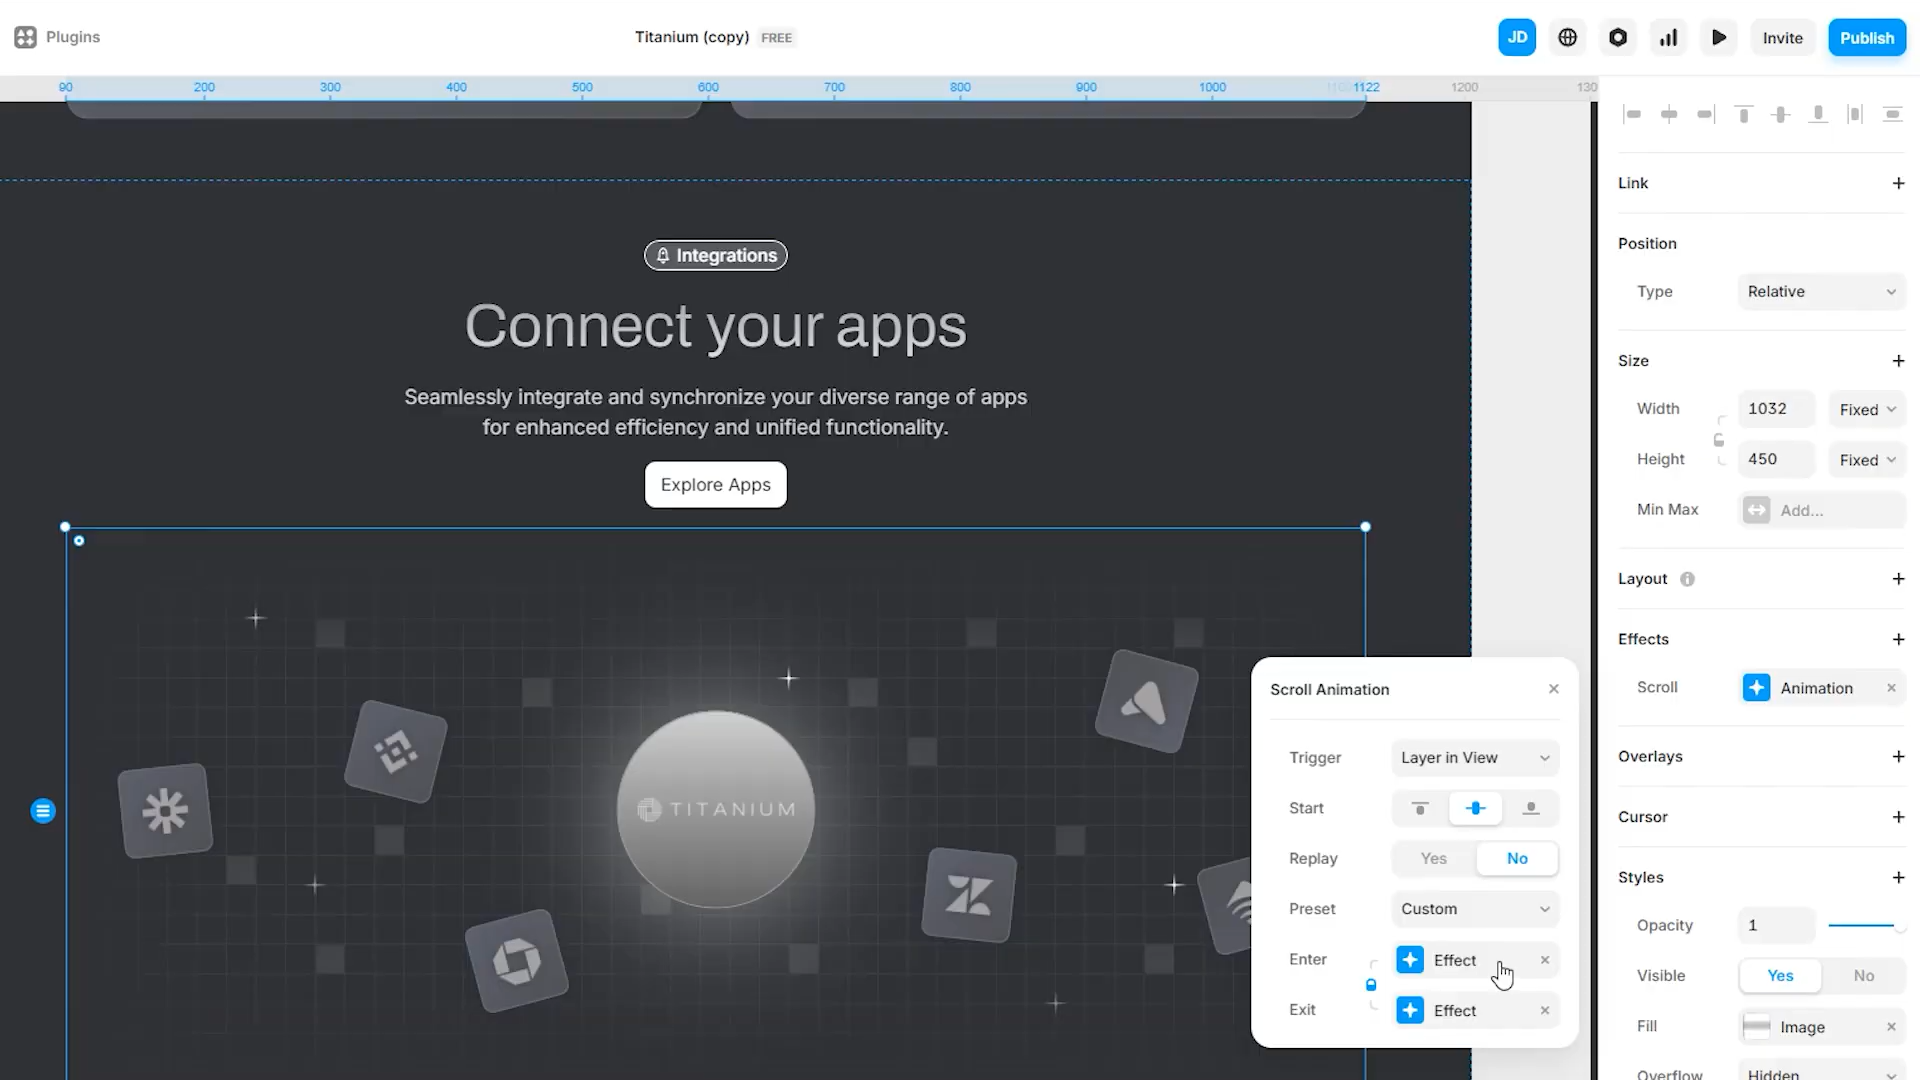 Plugins
Titanium (copy) FREE
JD
Invite
Publish
90 200 300 400 500 600 700 800 900 1000 1122 1200 130
Integrations
Connect your apps
Seamlessly integrate and synchronize your diverse range of apps
for enhanced efficiency and unified functionality.
Explore Apps
TITANIUM
Scroll Animation
Trigger Layer in View
Start
Replay Yes No
Preset Custom
Enter Effect
Exit Effect
Link
Position
Type Relative
Size
Width 1032 Fixed
Height 450 Fixed
Min Max Add...
Layout
Effects
Scroll Animation
Overlays
Cursor
Styles
Opacity 1
Visible Yes No
Fill Image
Overflow Hidden